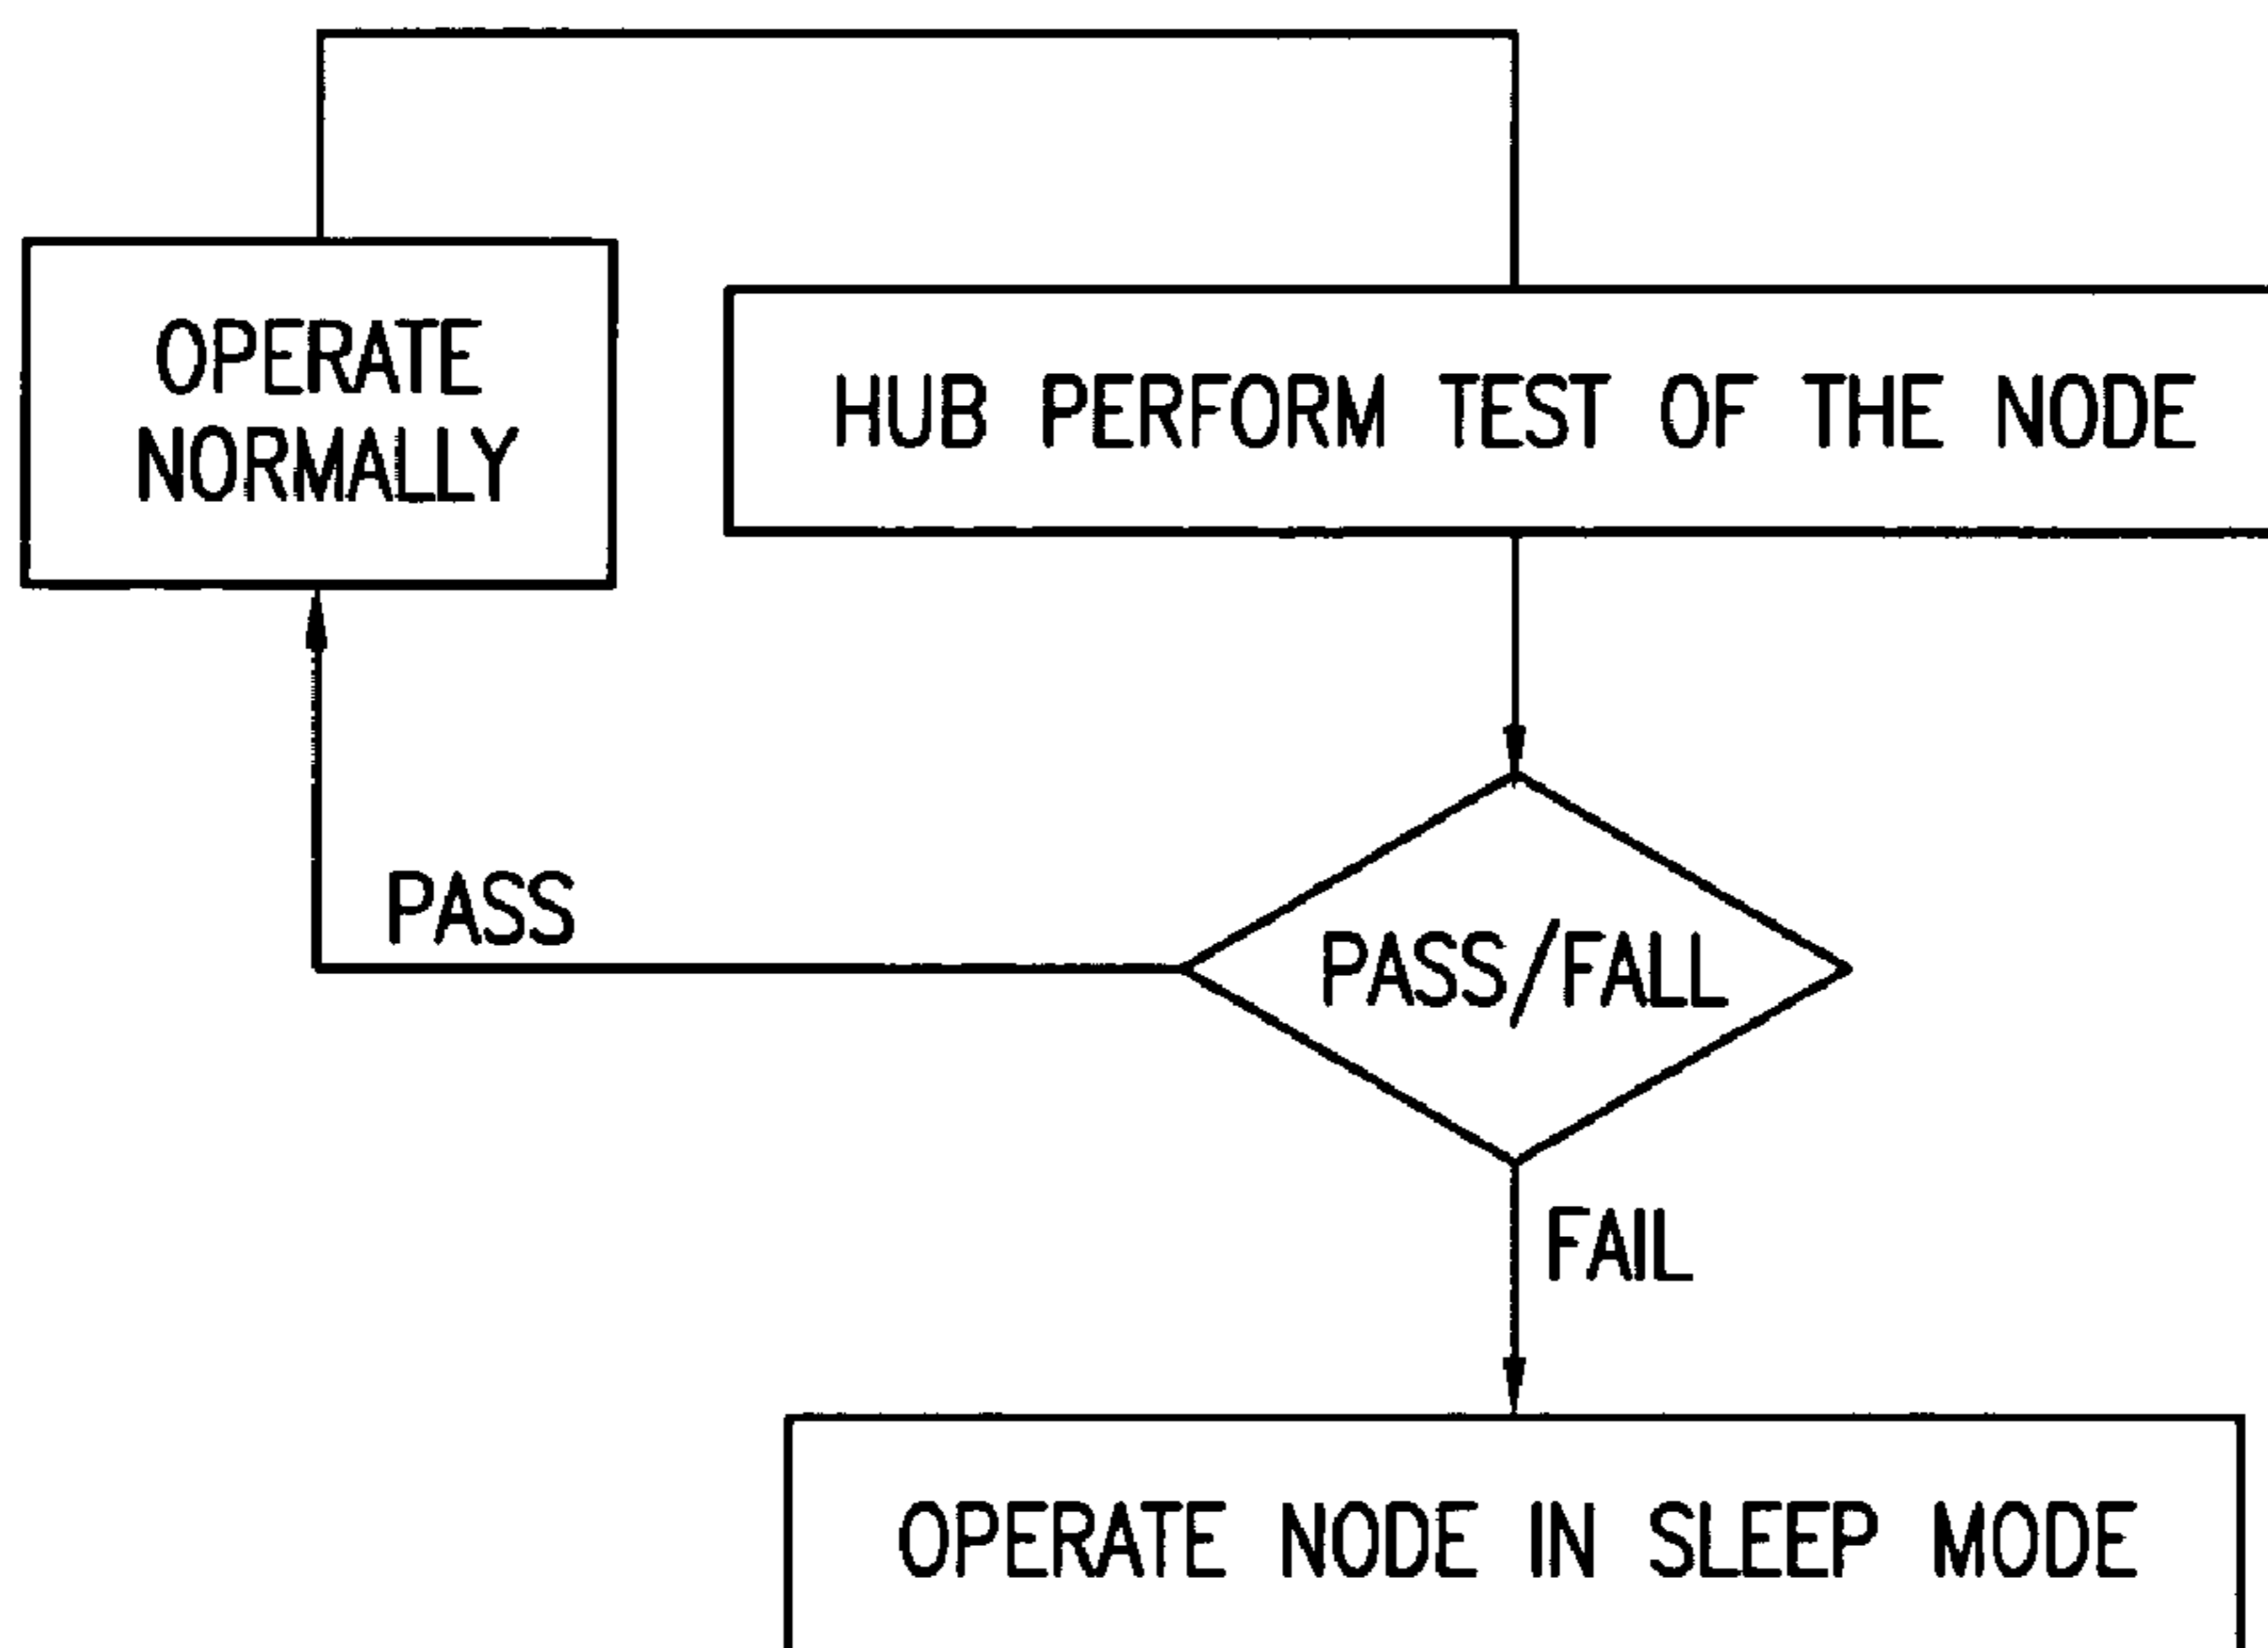 OPERATE
NORMALLY
HUB PERFORM TEST OF THE NODE
PASS
PASS/FALL
FAIL
OPERATE NODE IN SLEEP MODE